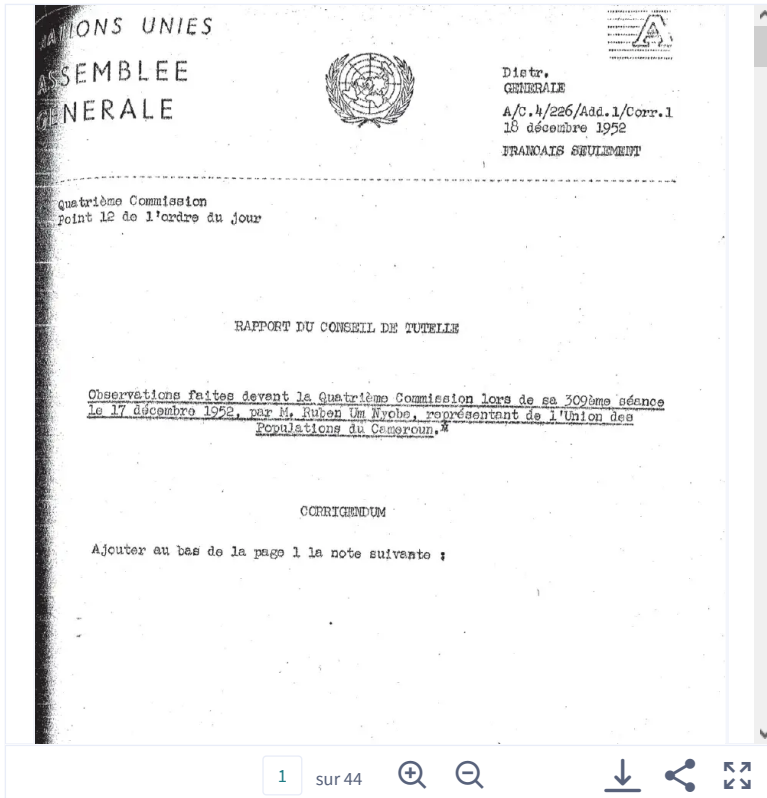 NATIONS UNIES
ASSEMBLEE
GENERALE
A
Distr.
GENERALE
A/C.4/226/Add.1/Corr.1
18 décembre 1952
FRANCAIS SEULEMENT
Quatrième Commission
Point 12 de l'ordre du jour
RAPPORT DU CONSEIL DE TUTELLE
Observations faites devant la Quatrième Commission lors de sa 309ème séance
le 17 décembre 1952, par M. Ruben Um Nyobe, représentant de l'Union des
Populations du Cameroun.*
CORRIGENDUM
Ajouter au bas de la page 1 la note suivante :
1 sur 44